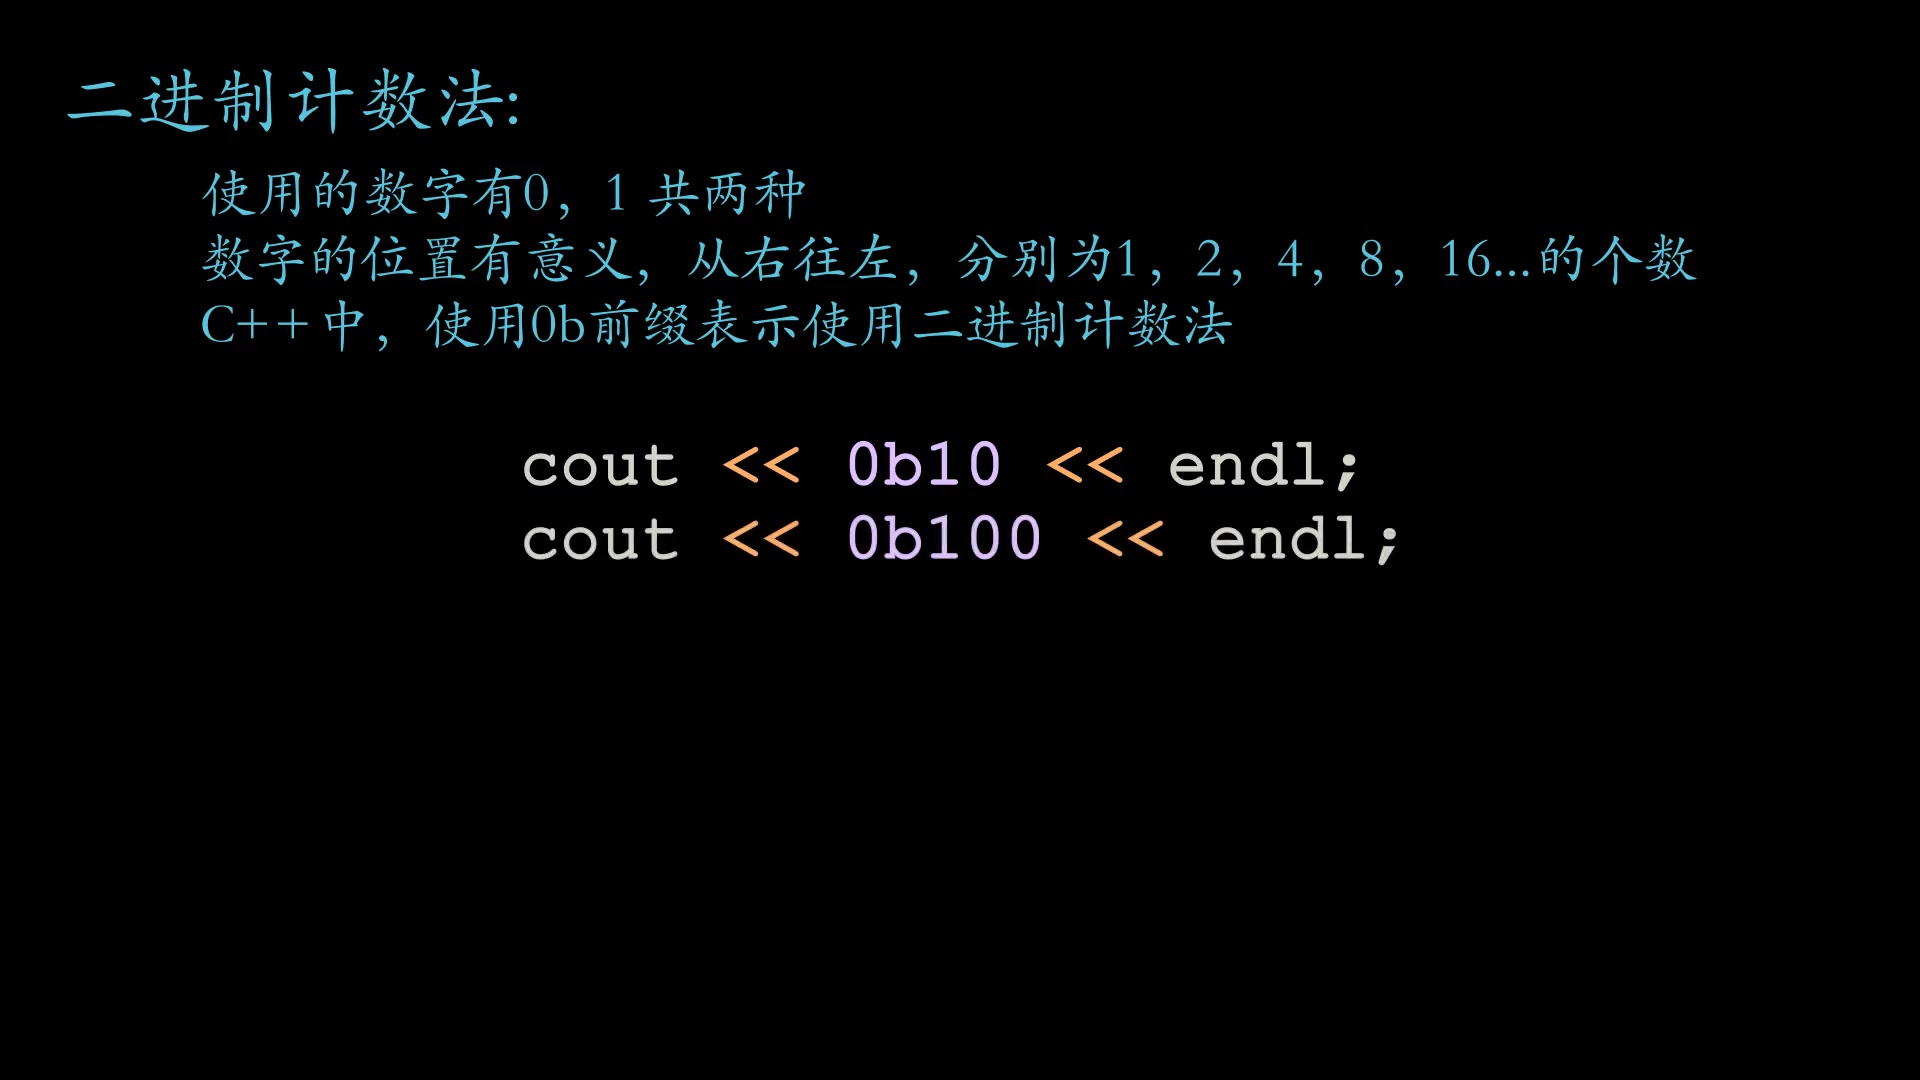 二进制计数法:
使用的数字有0，1 共两种
数字的位置有意义，从右往左，分别为1，2，4，8，16...的个数
C++中，使用0b前缀表示使用二进制计数法
cout << 0b10 << endl;
cout << 0b100 << endl;